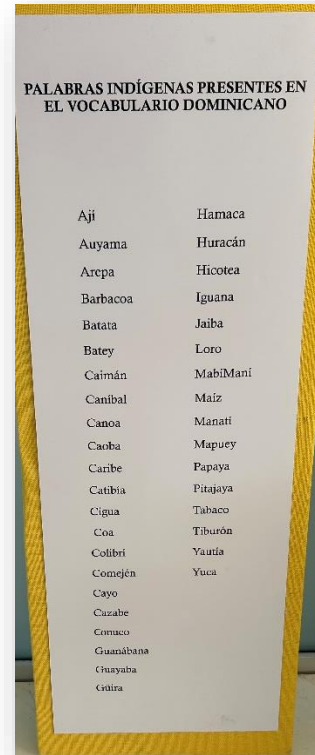 PALABRAS INDÍGENAS PRESENTES EN
EL VOCABULARIO DOMINICANO
Ají
Auyama
Arepa
Barbacoa
Batata
Batey
Caimán
Caníbal
Canoa
Caoba
Caribe
Catibía
Cigua
Coa
Colibrí
Comején
Cayo
Cazabe
Conuco
Guanábana
Guayaba
Güira
Hamaca
Huracán
Hicotea
Iguana
Jaiba
Loro
MabíManí
Maíz
Manatí
Mapuey
Papaya
Pitajaya
Tabaco
Tiburón
Yautía
Yuca